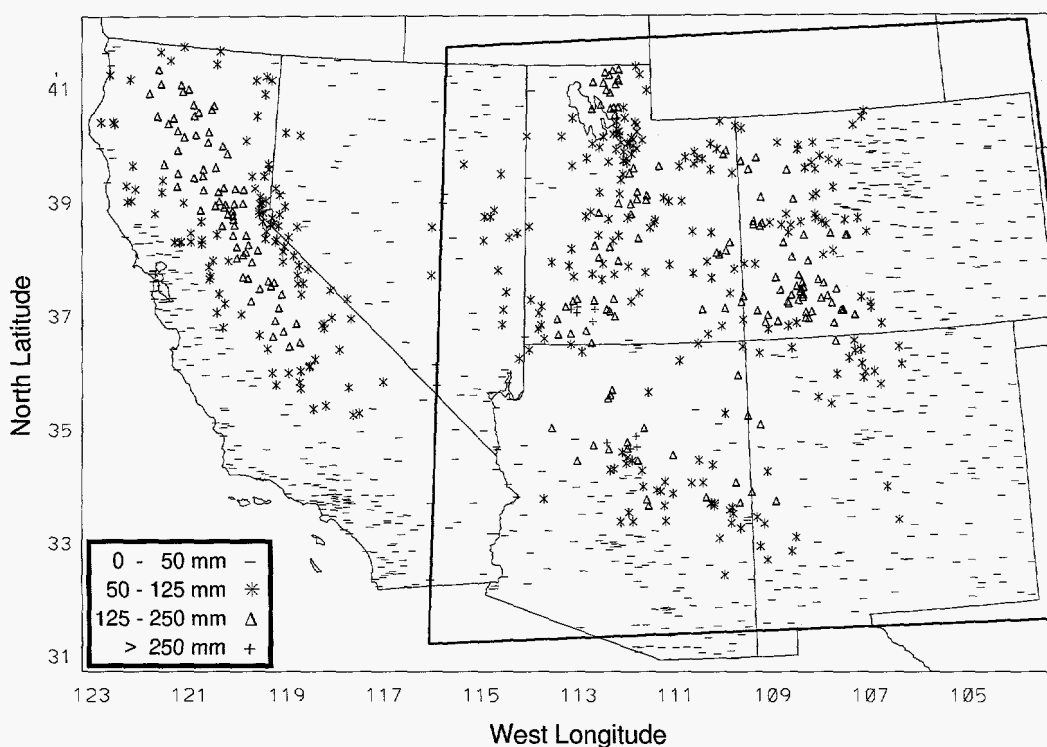 41
39
37
35
33
31
North Latitude
0 - 50 mm −
50 - 125 mm ✳
125 - 250 mm Δ
> 250 mm +
123 121 119 117 115 113 111 109 107 105
West Longitude